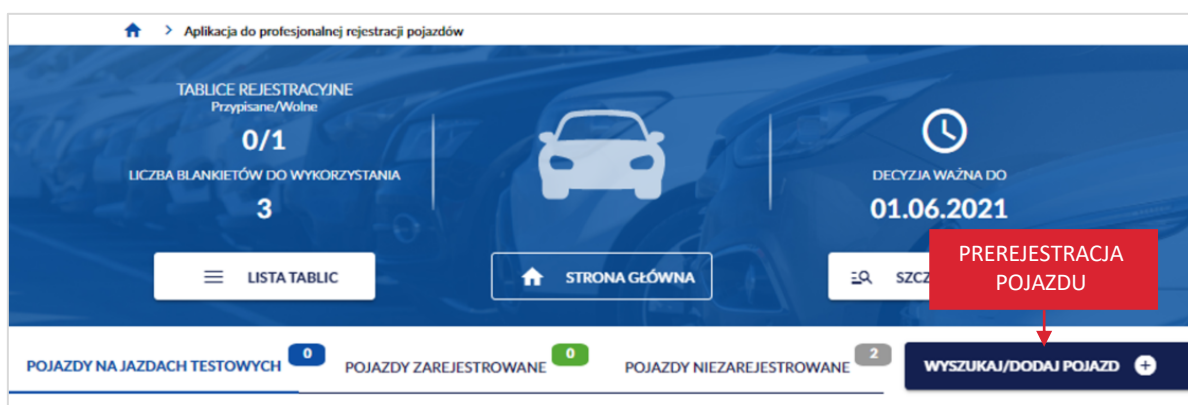 Aplikacja do profesjonalnej rejestracji pojazdów
TABLICE REJESTRACYJNE
Przypisane/Wolne
0/1
LICZBA BLANKIETÓW DO WYKORZYSTANIA
3
DECYZJA WAŻNA DO
01.06.2021
LISTA TABLIC
STRONA GŁÓWNA
PREREJESTRACJA
POJAZDU
POJAZDY NA JAZDACH TESTOWYCH 0
POJAZDY ZAREJESTROWANE 0
POJAZDY NIEZAREJESTROWANE 2
WYSZUKAJ/DODAJ POJAZD